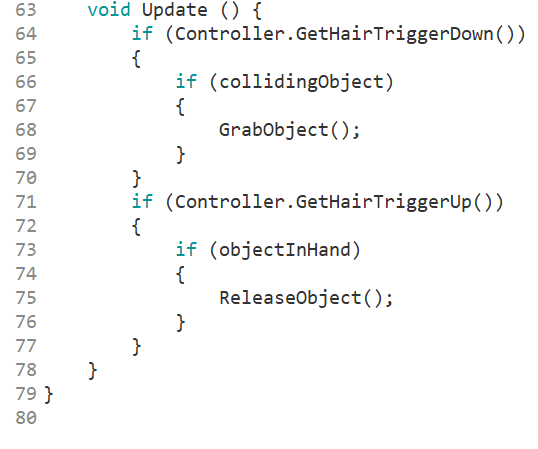 63    void Update () {
64        if (Controller.GetHairTriggerDown())
65        {
66            if (collidingObject)
67            {
68                GrabObject();
69            }
70        }
71        if (Controller.GetHairTriggerUp())
72        {
73            if (objectInHand)
74            {
75                ReleaseObject();
76            }
77        }
78    }
79 }
80